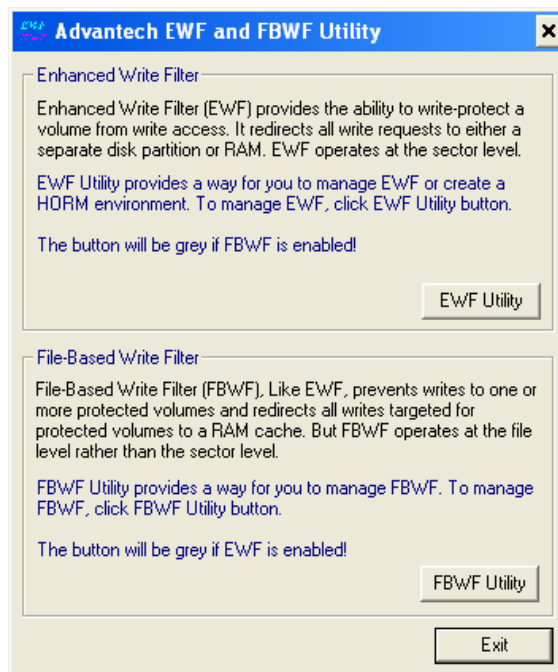 Advantech EWF and FBWF Utility
Enhanced Write Filter
Enhanced Write Filter (EWF) provides the ability to write-protect a
volume from write access. It redirects all write requests to either a
separate disk partition or RAM. EWF operates at the sector level.
EWF Utility provides a way for you to manage EWF or create a
HORM environment. To manage EWF, click EWF Utility button.
The button will be grey if FBWF is enabled!
EWF Utility
File-Based Write Filter
File-Based Write Filter (FBWF), Like EWF, prevents writes to one or
more protected volumes and redirects all writes targeted for
protected volumes to a RAM cache. But FBWF operates at the file
level rather than the sector level.
FBWF Utility provides a way for you to manage FBWF. To manage
FBWF, click FBWF Utility button.
The button will be grey if EWF is enabled!
FBWF Utility
Exit